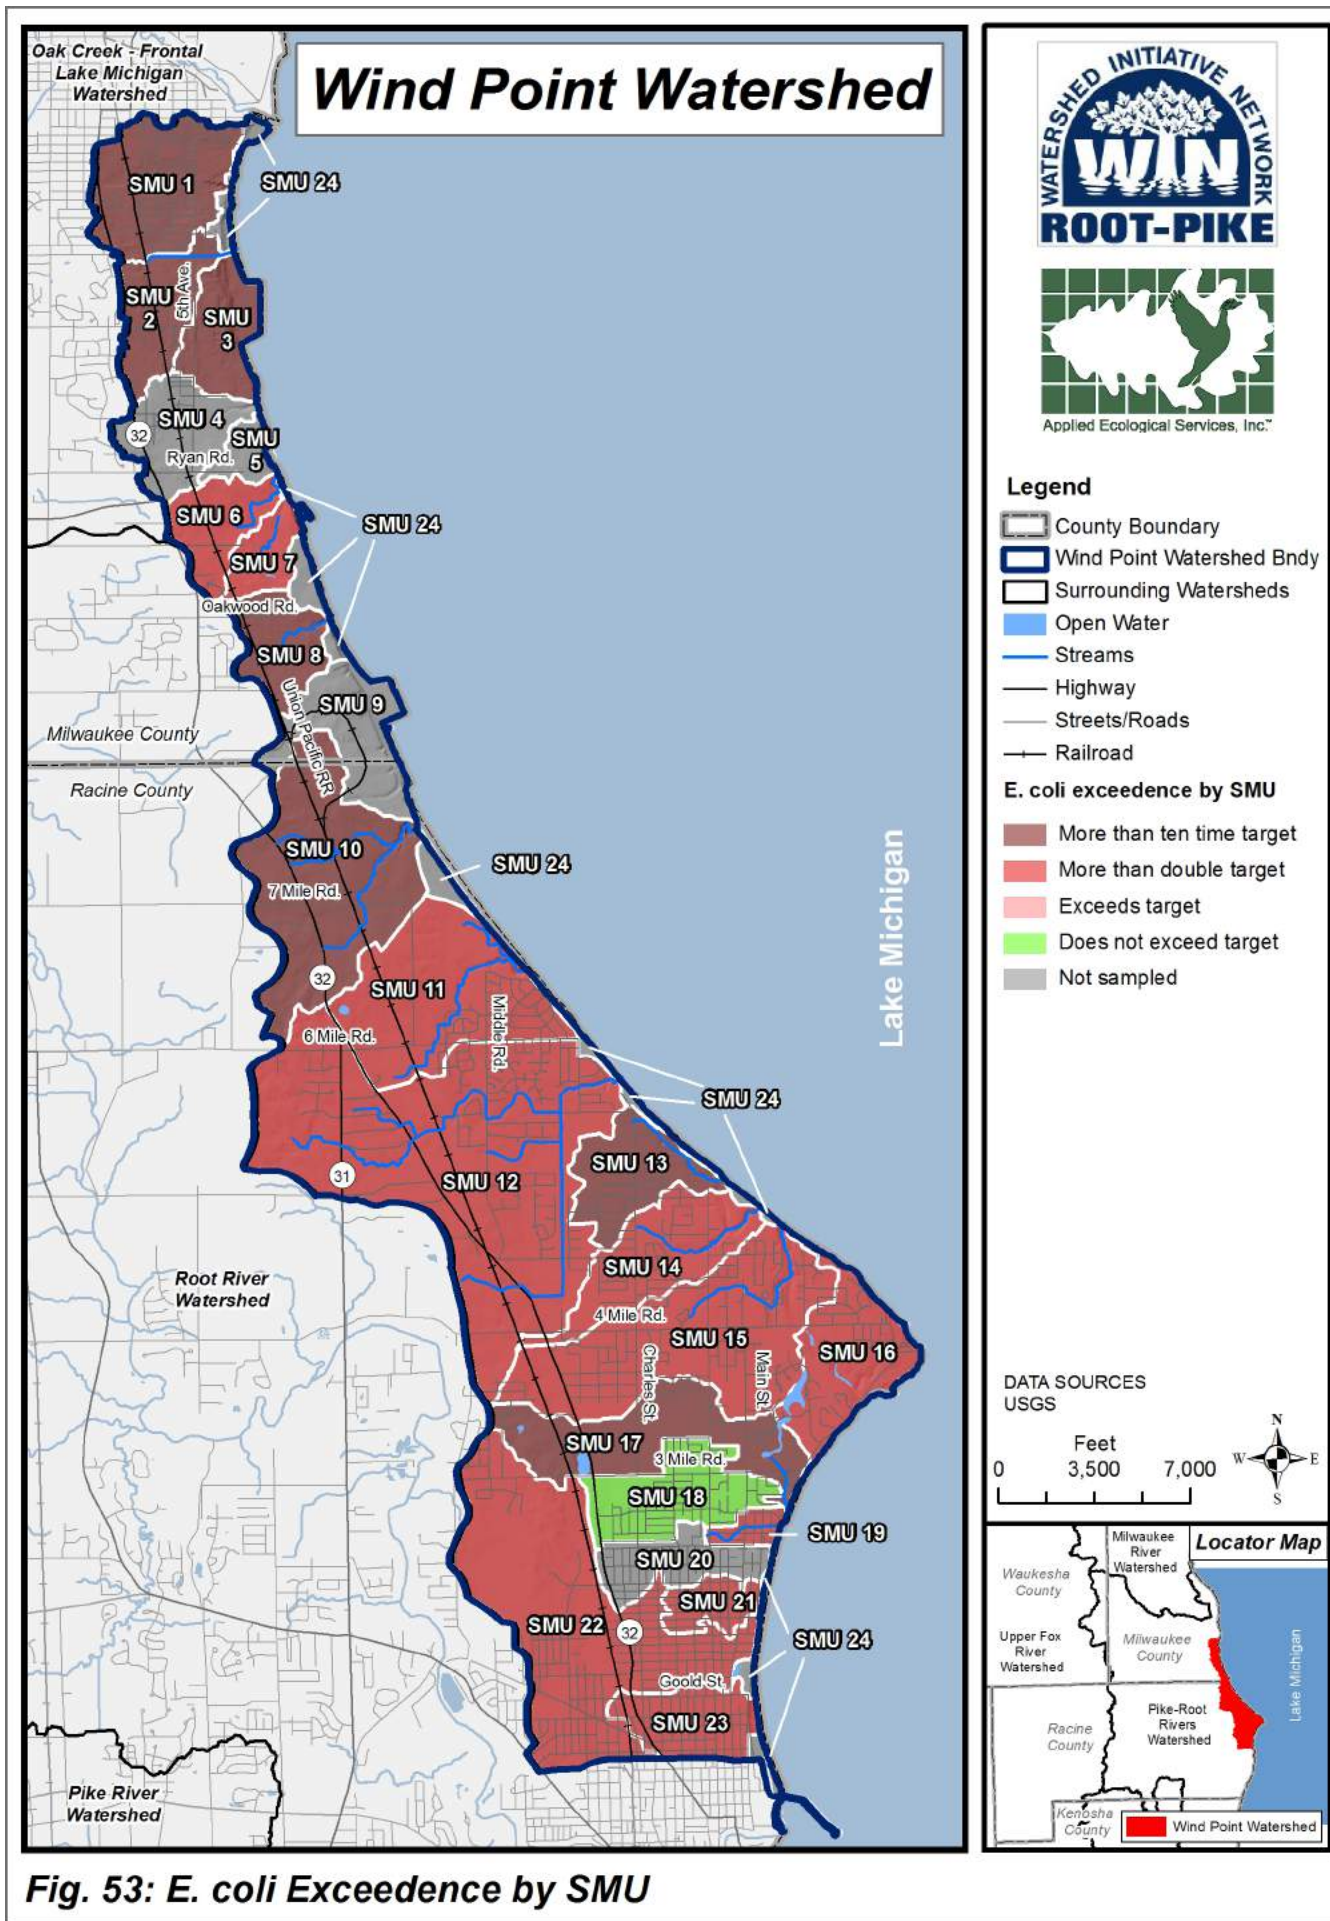 Wind Point Watershed
Oak Creek - Frontal
Lake Michigan
Watershed
SMU 1
SMU 24
5th Ave.
SMU
2
SMU
3
SMU 4
32
SMU
5
Ryan Rd.
SMU 6
SMU 24
SMU 7
Oakwood Rd.
SMU 8
Union Pacific RR
SMU 9
Milwaukee County
Racine County
SMU 10
SMU 24
7 Mile Rd.
Lake Michigan
32
SMU 11
Middle Rd.
6 Mile Rd.
SMU 24
SMU 13
31
SMU 12
SMU 14
Root River
Watershed
4 Mile Rd.
SMU 15
Charles St.
Main St.
SMU 16
SMU 17
3 Mile Rd.
SMU 18
SMU 19
SMU 20
SMU 21
SMU 22
32
SMU 24
Goold St.
SMU 23
Pike River
Watershed
WATERSHED INITIATIVE NETWORK
WIN
ROOT-PIKE
Applied Ecological Services, Inc.™
Legend
County Boundary
Wind Point Watershed Bndy
Surrounding Watersheds
Open Water
Streams
Highway
Streets/Roads
Railroad
E. coli exceedence by SMU
More than ten time target
More than double target
Exceeds target
Does not exceed target
Not sampled
DATA SOURCES
USGS
Feet
0 3,500 7,000
N
W E
S
Locator Map
Milwaukee
River
Watershed
Waukesha
County
Upper Fox
River
Watershed
Milwaukee
County
Lake Michigan
Pike-Root
Rivers
Watershed
Racine
County
Kenosha
County
Wind Point Watershed
Fig. 53: E. coli Exceedence by SMU